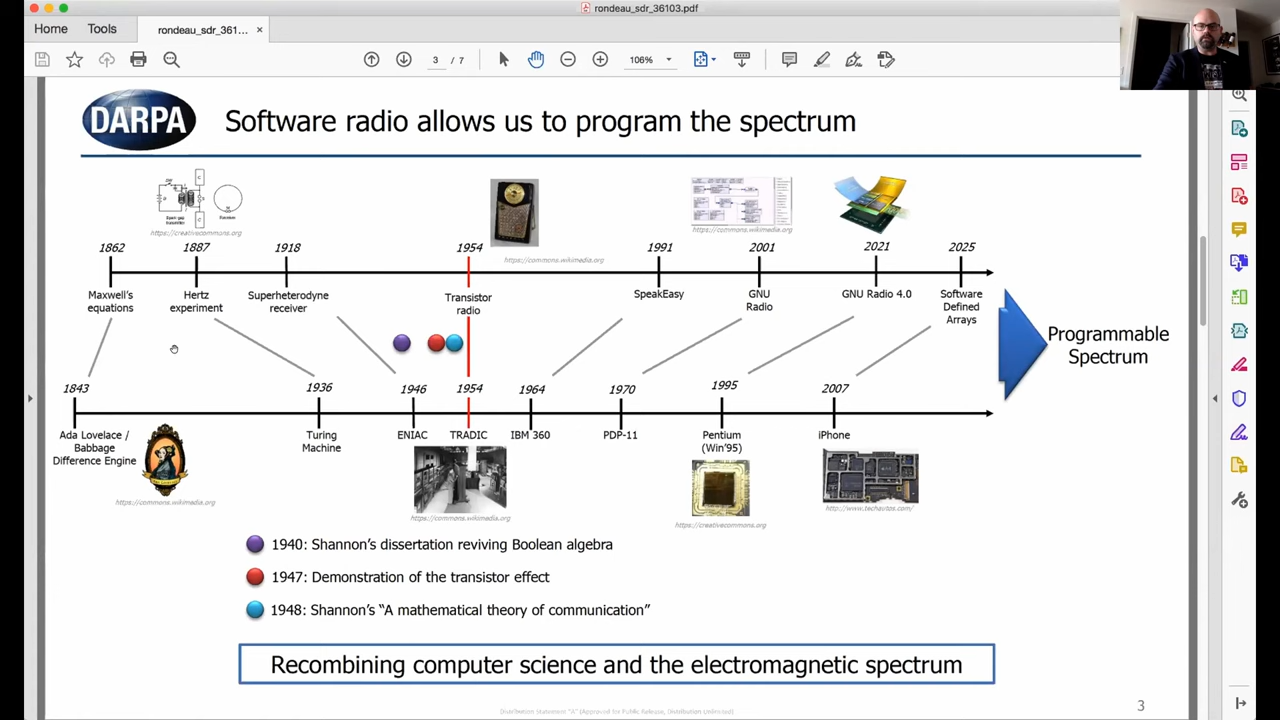 rondeau_sdr_36103.pdf
Home
Tools
rondeau_sdr_361...
×
3 / 7
106%
DARPA
Software radio allows us to program the spectrum
https://creativecommons.org
https://commons.wikimedia.org
https://commons.wikimedia.org
1862
1887
1918
1954
1991
2001
2021
2025
Maxwell's
equations
Hertz
experiment
Superheterodyne
receiver
Transistor
radio
SpeakEasy
GNU
Radio
GNU Radio 4.0
Software
Defined
Arrays
Programmable
Spectrum
1843
1936
1946
1954
1964
1970
1995
2007
Ada Lovelace /
Babbage
Difference Engine
Turing
Machine
ENIAC
TRADIC
IBM 360
PDP-11
Pentium
(Win'95)
iPhone
https://commons.wikimedia.org
https://commons.wikimedia.org
https://creativecommons.org
http://www.techautos.com/
1940: Shannon's dissertation reviving Boolean algebra
1947: Demonstration of the transistor effect
1948: Shannon's “A mathematical theory of communication”
Recombining computer science and the electromagnetic spectrum
Distribution Statement “A” (Approved for Public Release, Distribution Unlimited)
3